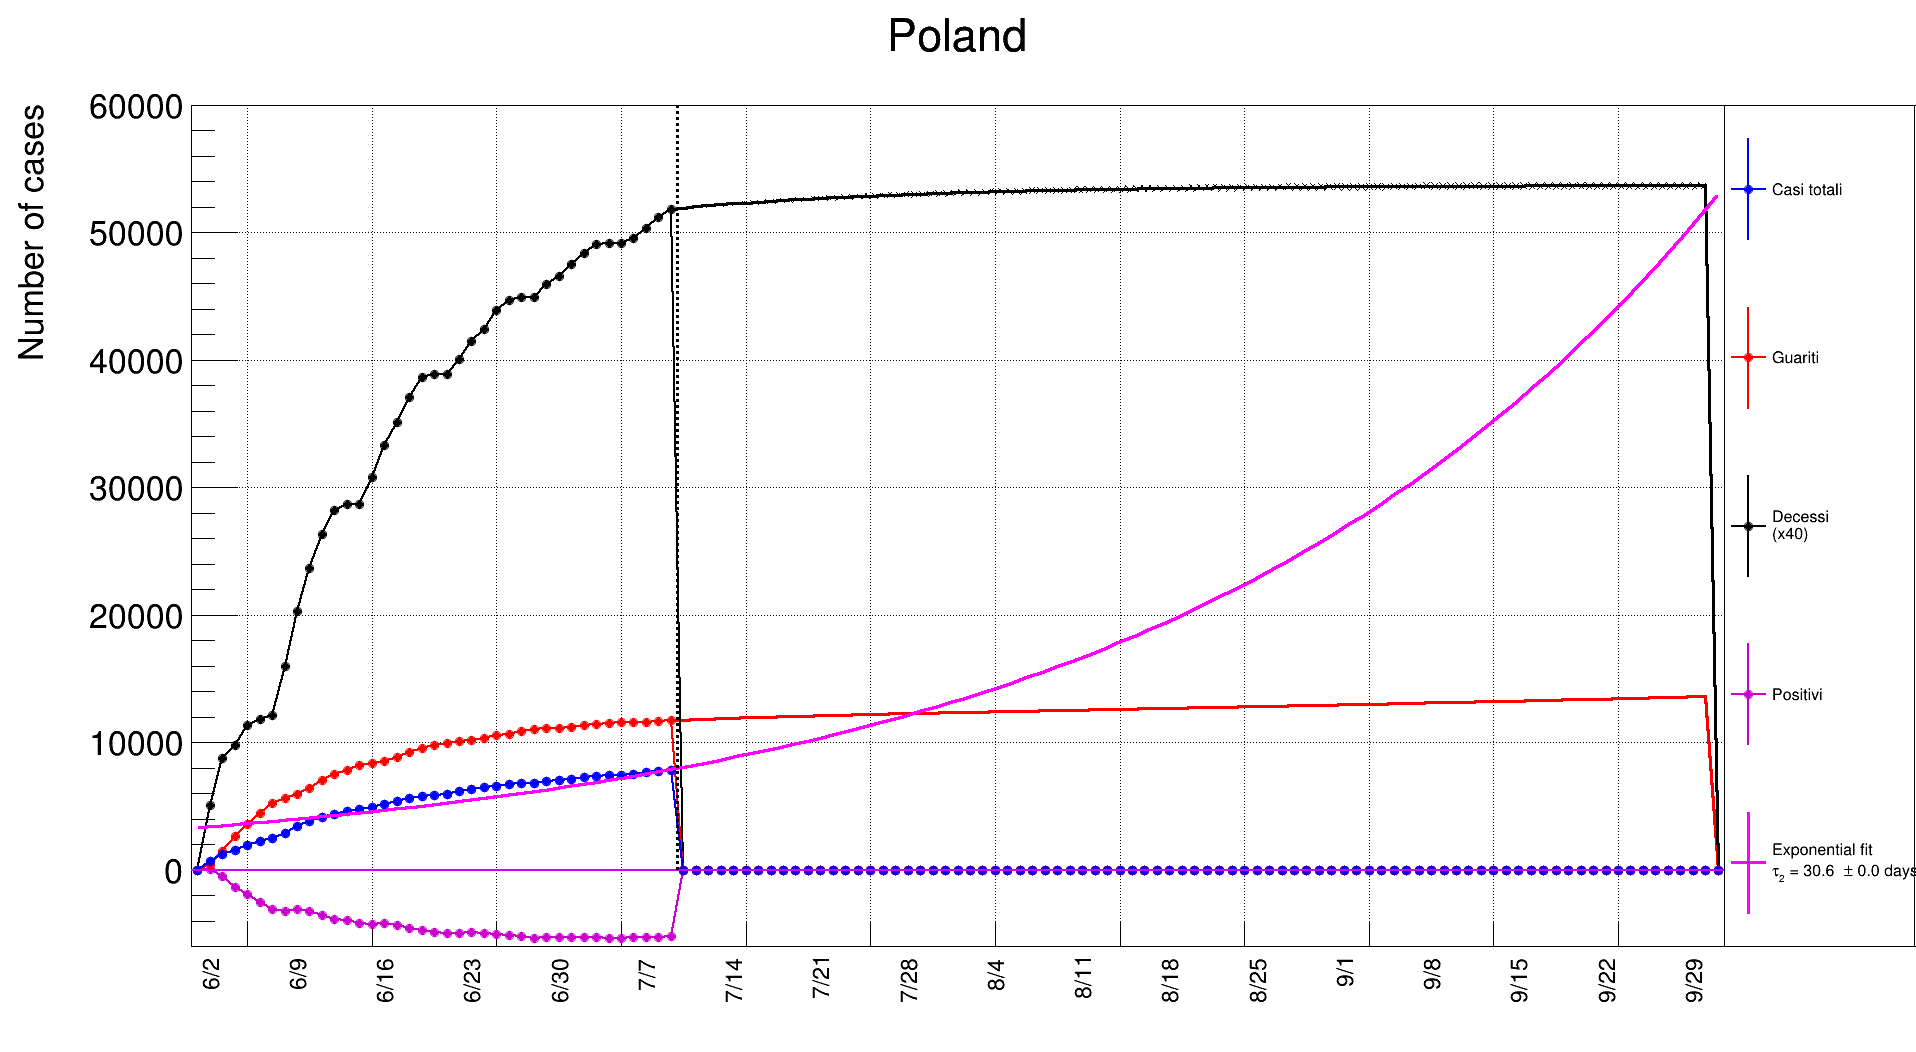 Poland
Number of cases
60000
50000
40000
30000
20000
10000
0
6/2
6/9
6/16
6/23
6/30
7/7
7/14
7/21
7/28
8/4
8/11
8/18
8/25
9/1
9/8
9/15
9/22
9/29
Casi totali
Guariti
Decessi
(x40)
Positivi
Exponential fit
τ₂ = 30.6 ± 0.0 days